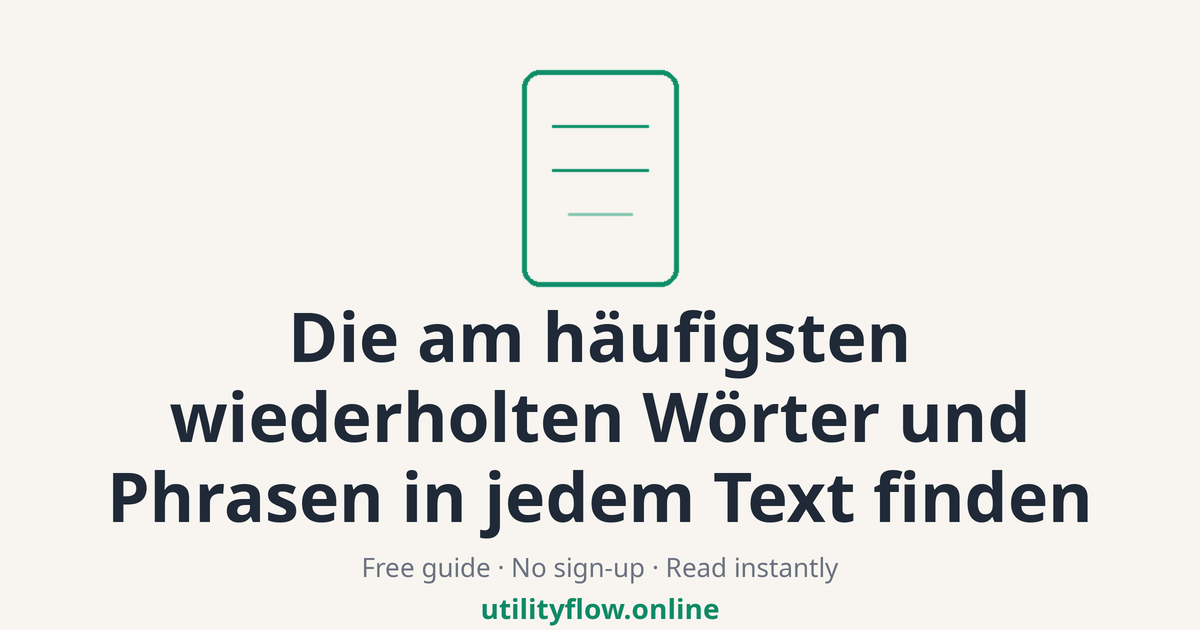 Die am häufigsten
wiederholten Wörter und
Phrasen in jedem Text finden
Free guide · No sign-up · Read instantly
utilityflow.online